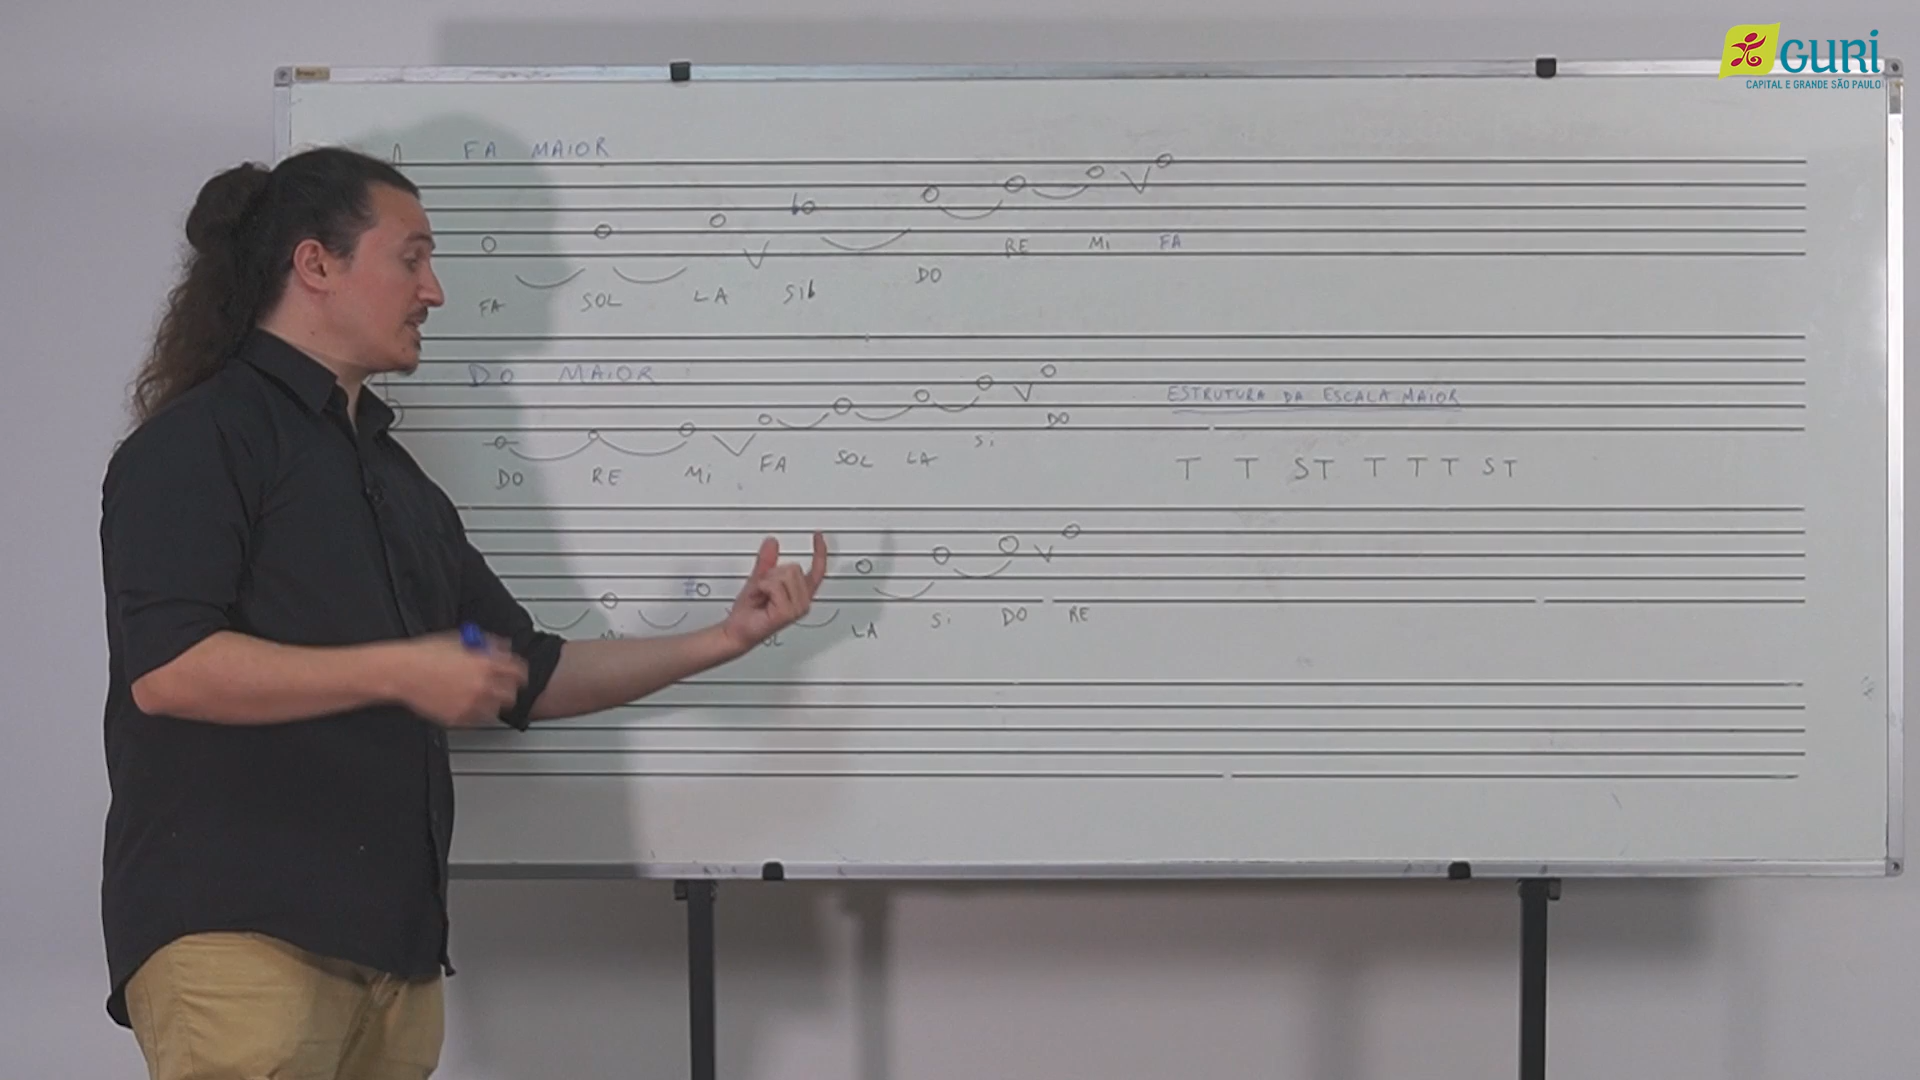 GURI
CAPITAL E GRANDE SÃO PAULO
FA MAIOR
RE MI FA
FA SOL LA SIb DO
DO MAIOR
ESTRUTURA DA ESCALA MAIOR
DO RE Mi FA SOL LA Si DO
T T ST T T T ST
LA Si DO RE